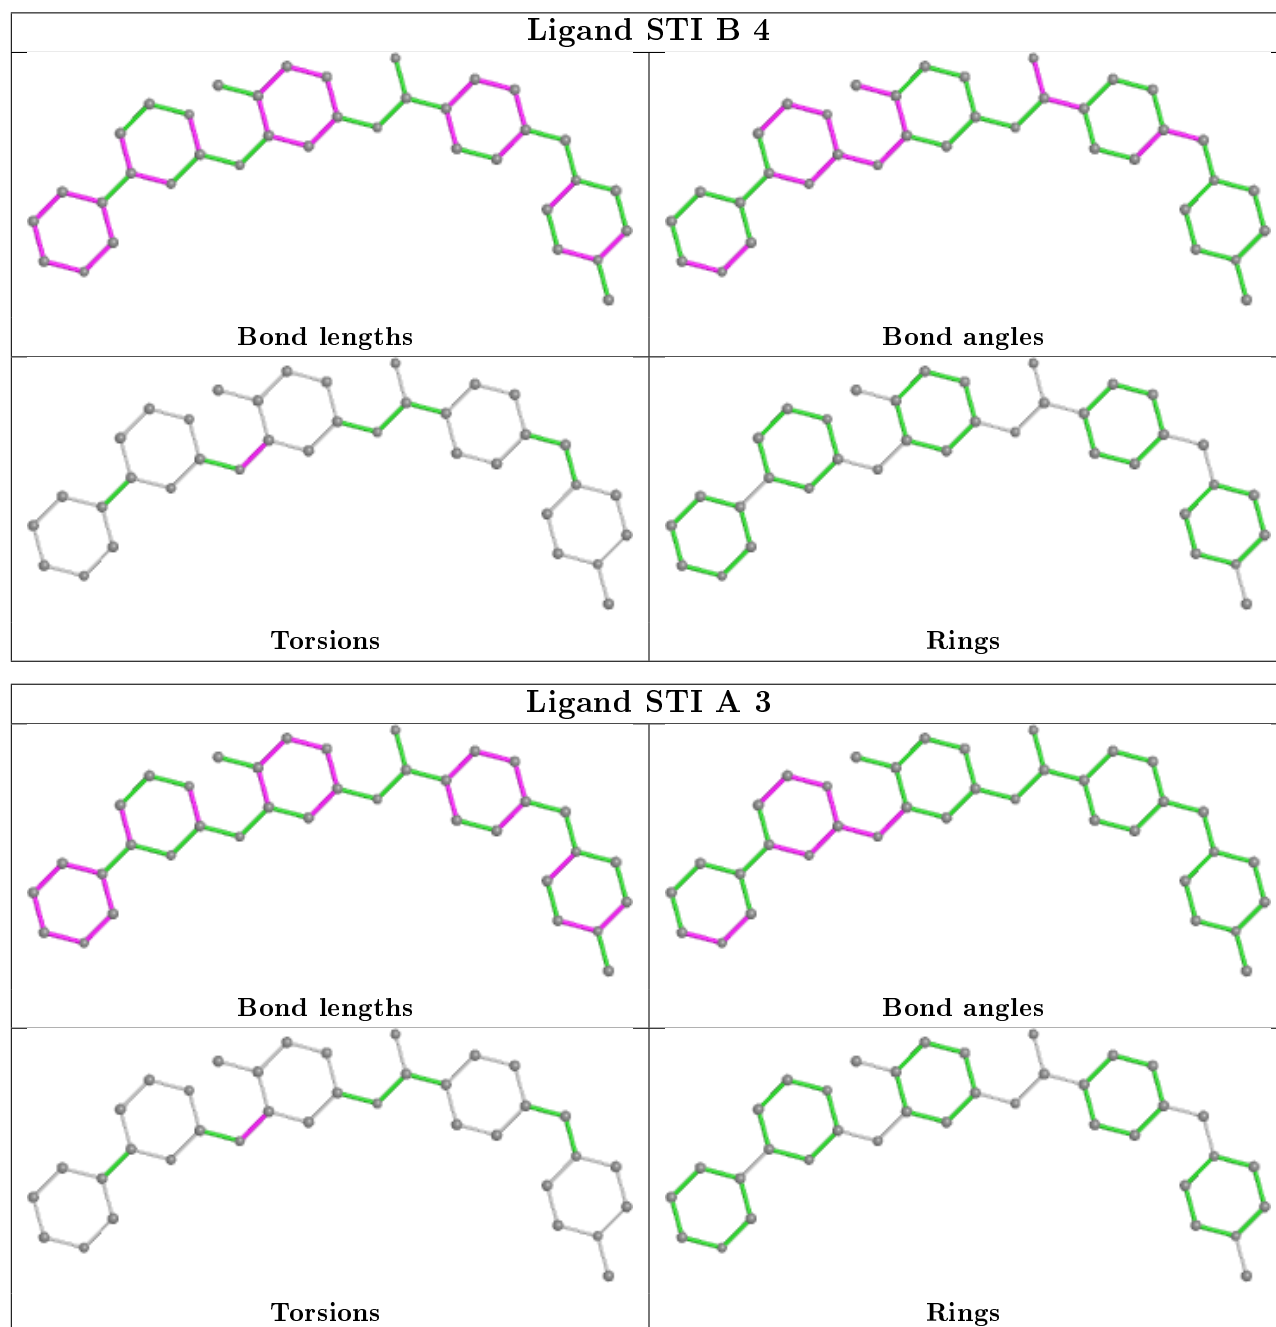 Ligand STI B 4
Bond lengths
Bond angles
Torsions
Rings
Ligand STI A 3
Bond lengths
Bond angles
Torsions
Rings